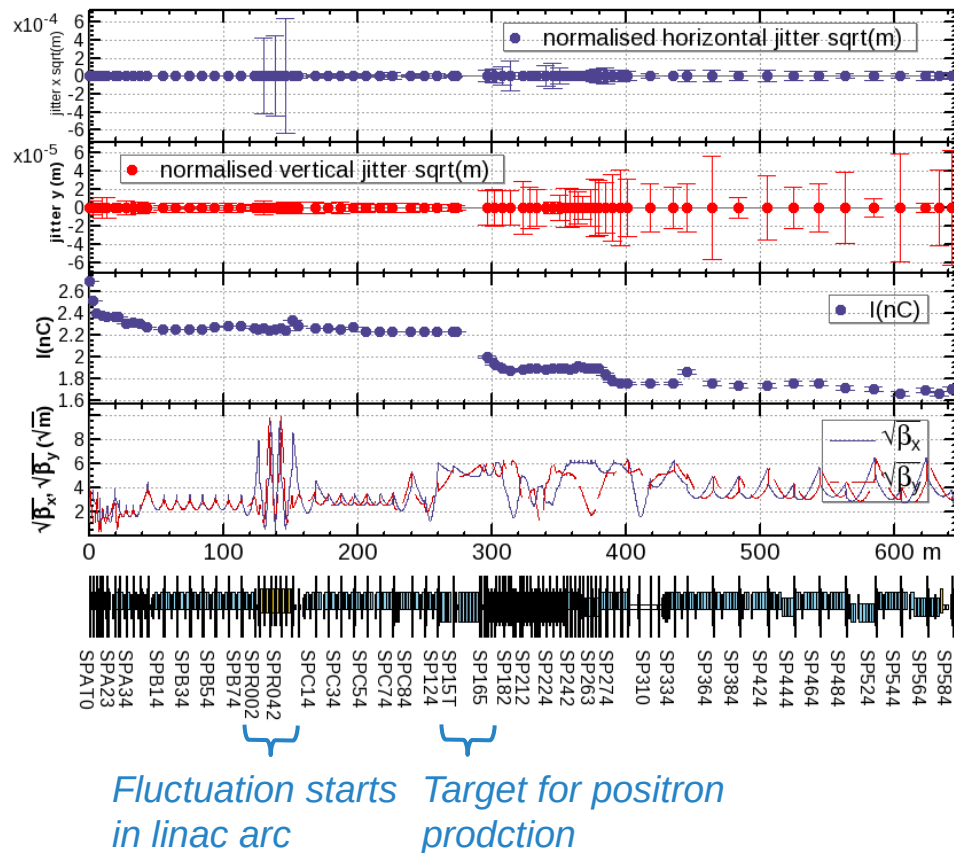 x10-4
6
4
2
0
-2
-4
-6
jitter x sqrt(m)
normalised horizontal jitter sqrt(m)
x10-5
4
2
0
-2
-4
-6
jitter y (m)
normalised vertical jitter sqrt(m)
2.6
2.4
2.2
2
1.8
1.6
I(nC)
I(nC)
8
6
4
2
√βx, √βy (√m)
√βx
√βy
0 100 200 300 400 500 600 m
SPAT0 SPA23 SPA34 SPB14 SPB34 SPB54 SPB74 SPR002 SPR042 SPC14 SPC34 SPC54 SPC74 SPC84 SP124 SP15T SP165 SP182 SP212 SP224 SP242 SP263 SP274 SP310 SP334 SP364 SP384 SP424 SP444 SP464 SP524 SP544 SP564 SP584
Fluctuation starts
in linac arc
Target for positron
prodction